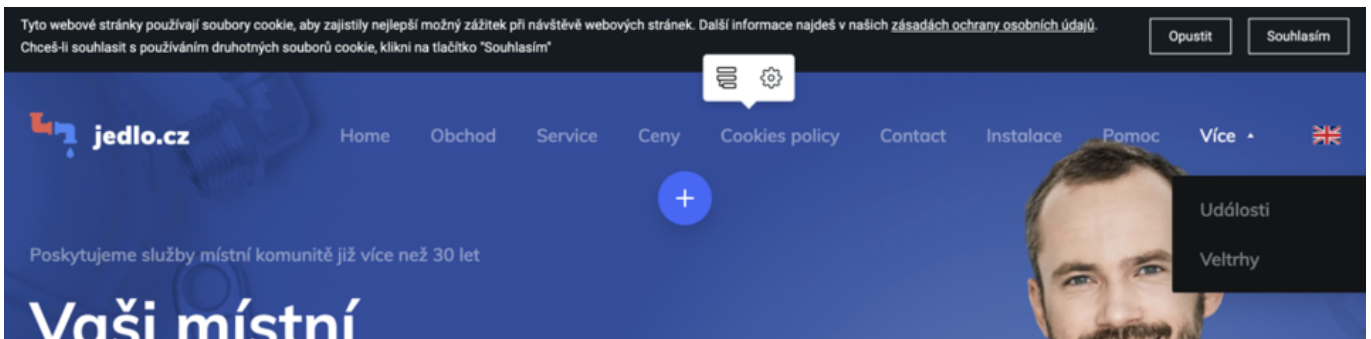 Tyto webové stránky používají soubory cookie, aby zajistily nejlepší možný zážitek při návštěvě webových stránek. Další informace najdeš v našich zásadách ochrany osobních údajů.
Chceš-li souhlasit s používáním druhotných souborů cookie, klikni na tlačítko "Souhlasím"
Opustit
Souhlasím
jedlo.cz
Home
Obchod
Service
Ceny
Cookies policy
Contact
Instalace
Pomoc
Více
Události
Veltrhy
Poskytujeme služby místní komunitě již více než 30 let
Vaši místní